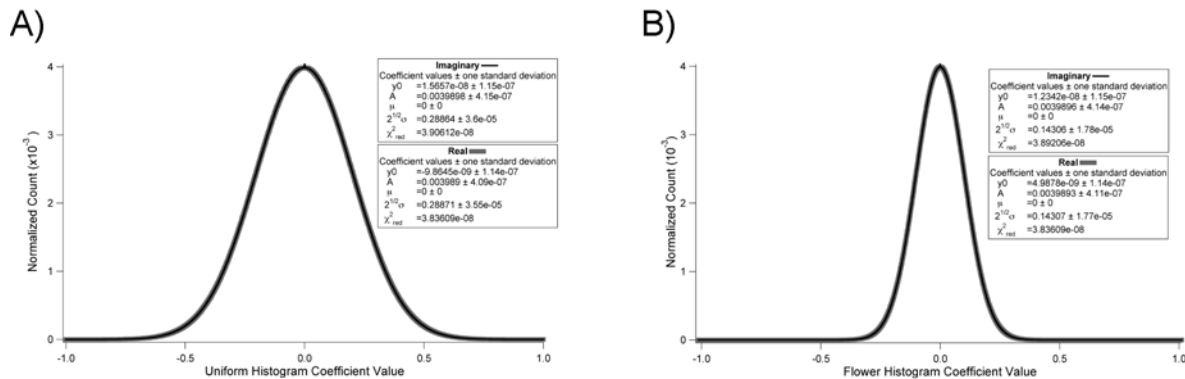 A)
Normalized Count (x10⁻³)
4
3
2
1
0
-1.0 -0.5 0.0 0.5 1.0
Uniform Histogram Coefficient Value
Imaginary
Coefficient values ± one standard deviation
y0 =1.5657e-08 ± 1.15e-07
A =0.0039898 ± 4.15e-07
μ =0 ± 0
2^1/2σ =0.28864 ± 3.6e-05
χ²red =3.90612e-08
Real
Coefficient values ± one standard deviation
y0 =-9.8645e-09 ± 1.14e-07
A =0.003989 ± 4.09e-07
μ =0 ± 0
2^1/2σ =0.28871 ± 3.55e-05
χ²red =3.83609e-08
B)
Normalized Count (10⁻³)
4
3
2
1
0
-1.0 -0.5 0.0 0.5 1.0
Flower Histogram Coefficient Value
Imaginary
Coefficient values ± one standard deviation
y0 =1.2342e-08 ± 1.15e-07
A =0.0039896 ± 4.14e-07
μ =0 ± 0
2^1/2σ =0.14306 ± 1.78e-05
χ²red =3.89206e-08
Real
Coefficient values ± one standard deviation
y0 =4.9878e-09 ± 1.14e-07
A =0.0039893 ± 4.11e-07
μ =0 ± 0
2^1/2σ =0.14307 ± 1.77e-05
χ²red =3.83609e-08